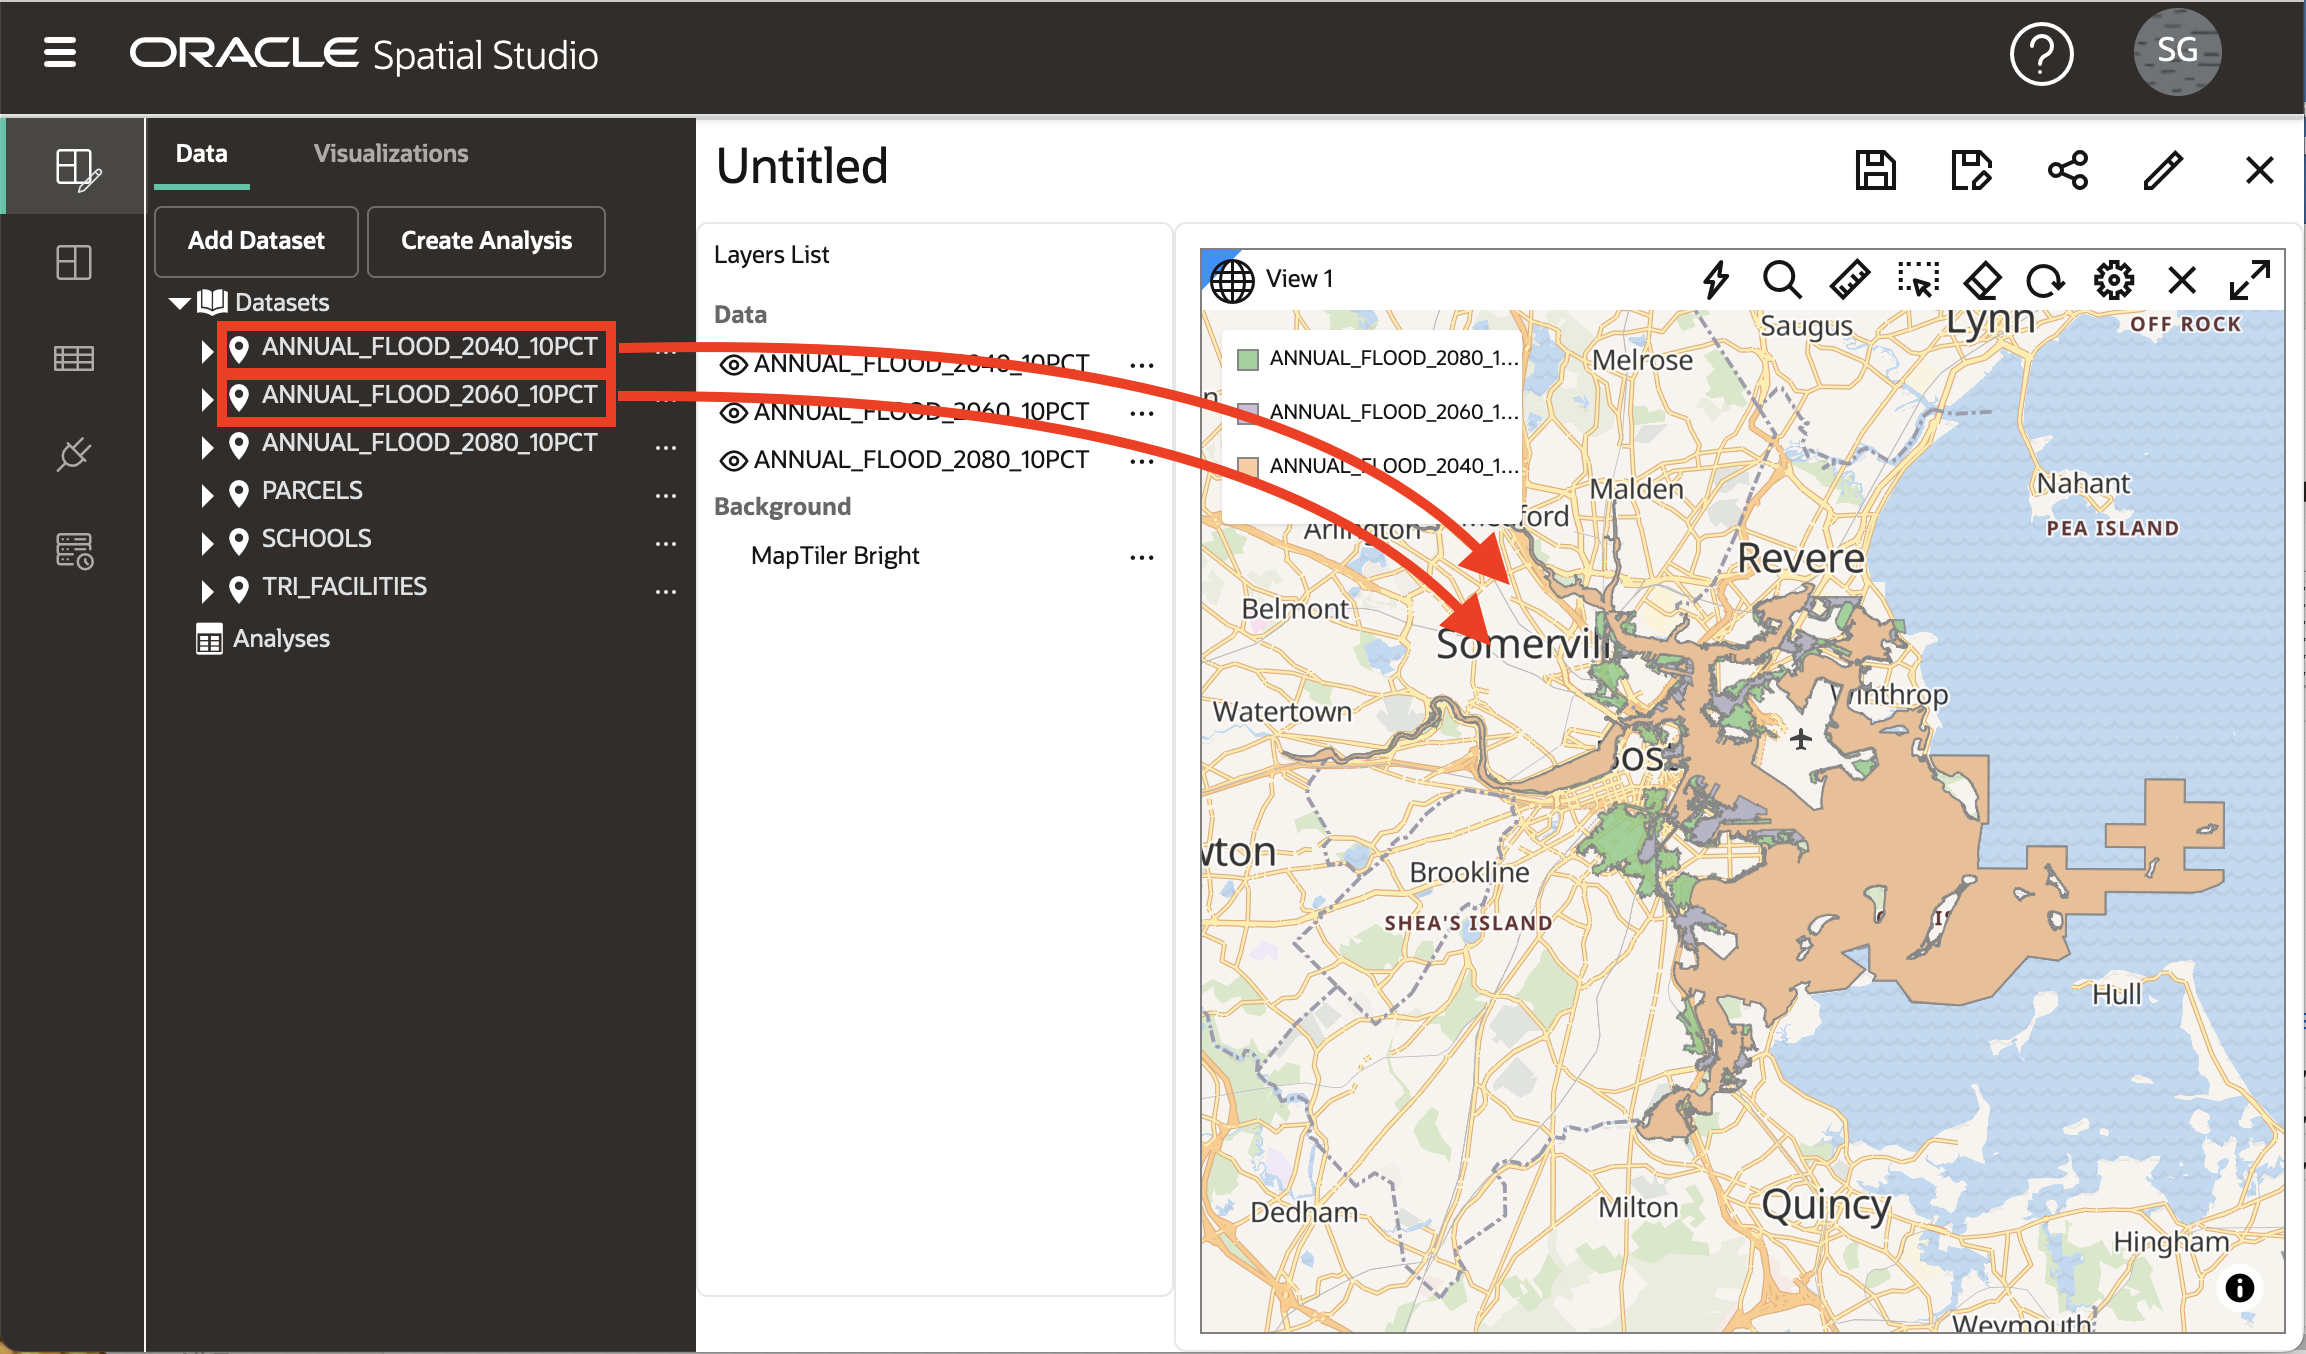 ORACLE Spatial Studio
SG
Data
Visualizations
Add Dataset
Create Analysis
Datasets
ANNUAL_FLOOD_2040_10PCT
ANNUAL_FLOOD_2060_10PCT
ANNUAL_FLOOD_2080_10PCT
PARCELS
SCHOOLS
TRI_FACILITIES
Analyses
Untitled
Layers List
Data
ANNUAL_FLOOD_2040_10PCT
ANNUAL_FLOOD_2060_10PCT
ANNUAL_FLOOD_2080_10PCT
Background
MapTiler Bright
View 1
ANNUAL_FLOOD_2080_1...
ANNUAL_FLOOD_2060_1...
ANNUAL_FLOOD_2040_1...
Saugus
Lynn
OFF ROCK
Melrose
Malden
Nahant
PEA ISLAND
Arlington
Medford
Revere
Belmont
Somerville
Watertown
Winthrop
Bost
wton
Brookline
SHEA'S ISLAND
Hull
Dedham
Milton
Quincy
Hingham
Weymouth